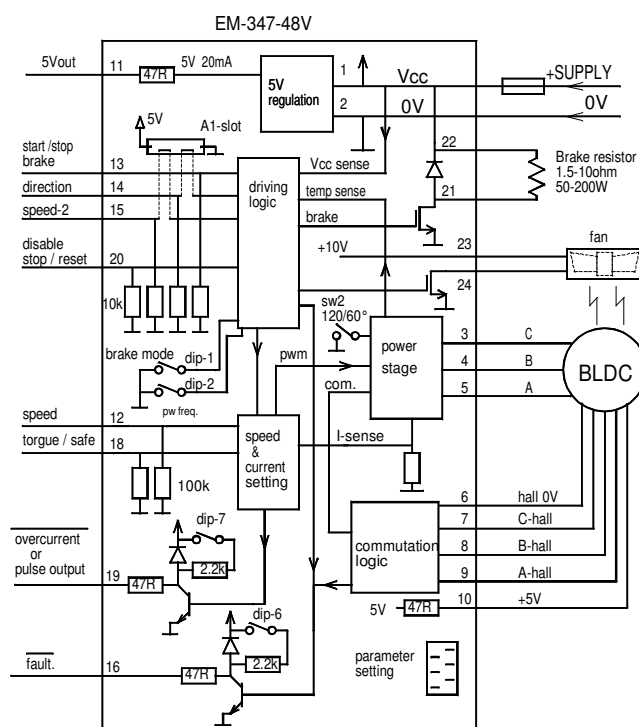 EM-347-48V
5Vout
11
47R
5V 20mA
5V
regulation
1
Vcc
+SUPPLY
2
0V
0V
5V
A1-slot
22
start /stop
brake
13
direction
14
speed-2
15
driving
logic
Vcc sense
temp sense
brake
21
Brake resistor
1.5-10ohm
50-200W
disable
stop / reset
20
+10V
23
fan
24
10k
sw2
120/60°
brake mode
dip-1
dip-2
pw freq.
pwm
com.
power
stage
3
C
4
B
5
A
BLDC
speed
12
torgue / safe
18
100k
speed
&
current
setting
I-sense
6
hall 0V
7
C-hall
8
B-hall
9
A-hall
commutation
logic
10
+5V
5V
47R
overcurrent
or
pulse output
19
47R
dip-7
2.2k
dip-6
2.2k
fault.
16
47R
parameter
setting